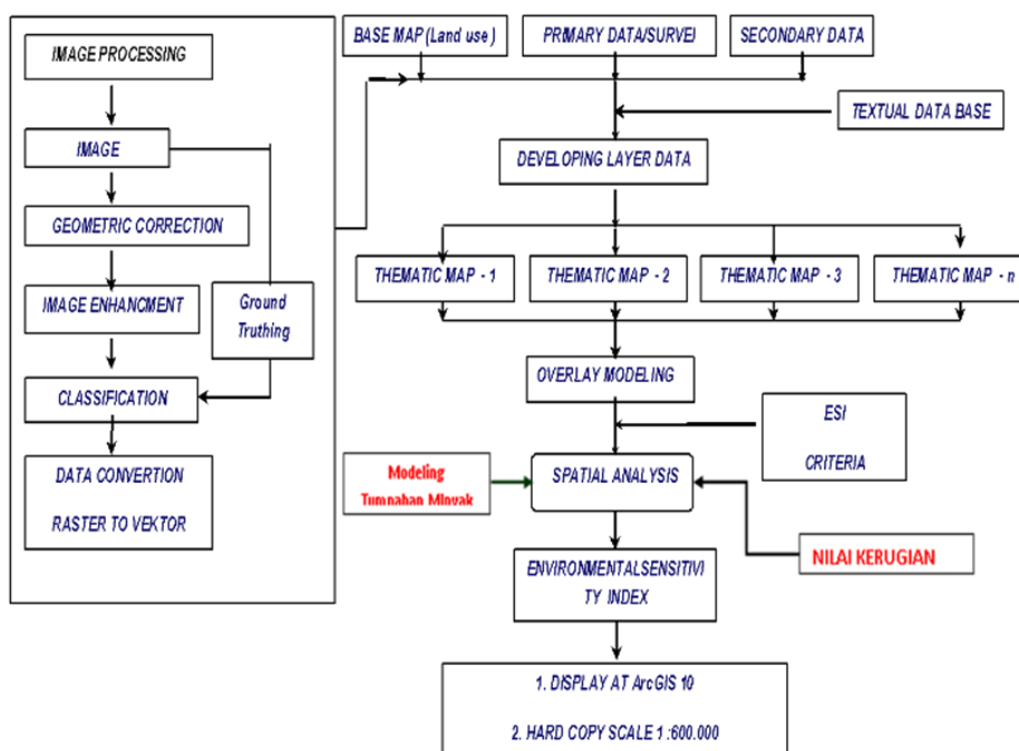 IMAGE PROCESSING
IMAGE
GEOMETRIC CORRECTION
IMAGE ENHANCMENT
Ground
Truthing
CLASSIFICATION
DATA CONVERTION
RASTER TO VEKTOR
BASE MAP (Land use )
PRIMARY DATA/SURVEI
SECONDARY DATA
TEXTUAL DATA BASE
DEVELOPING LAYER DATA
THEMATIC MAP - 1
THEMATIC MAP - 2
THEMATIC MAP - 3
THEMATIC MAP - n
OVERLAY MODELING
ESI
CRITERIA
Modeling
Tumpahan Minyak
SPATIAL ANALYSIS
NILAI KERUGIAN
ENVIRONMENTALSENSITIVI
TY INDEX
1. DISPLAY AT ArcGIS 10
2. HARD COPY SCALE 1 :600.000